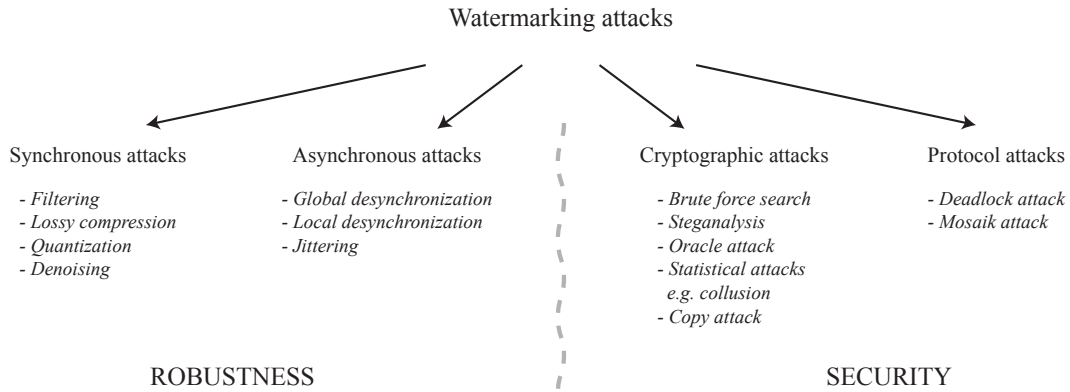 Watermarking attacks
Synchronous attacks
- Filtering
- Lossy compression
- Quantization
- Denoising
Asynchronous attacks
- Global desynchronization
- Local desynchronization
- Jittering
Cryptographic attacks
- Brute force search
- Steganalysis
- Oracle attack
- Statistical attacks
e.g. collusion
- Copy attack
Protocol attacks
- Deadlock attack
- Mosaik attack
ROBUSTNESS
SECURITY